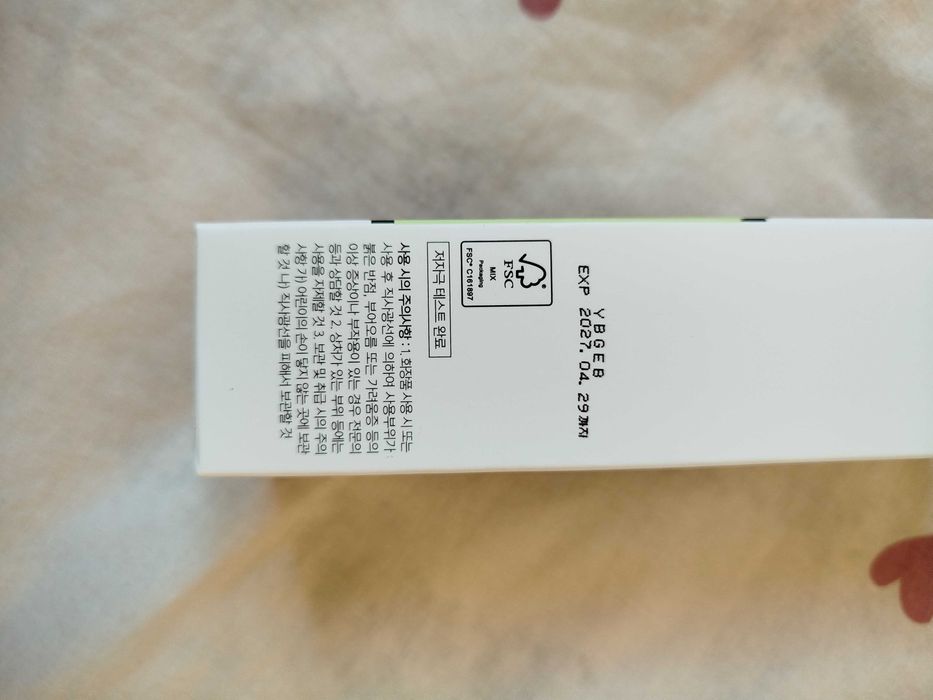 YBGEB
EXP 2027. 04. 29까지
FSC
MIX
Packaging
FSC® C161897
저자극 테스트 완료
사용 시의 주의사항 : 1. 화장품 사용 시 또는
사용 후 직사광선에 의하여 사용부위가
붉은 반점, 부어오름 또는 가려움증 등의
이상 증상이나 부작용이 있는 경우 전문의
등과 상담할 것 2. 상처가 있는 부위 등에는
사용을 자제할 것 3. 보관 및 취급 시의 주의
사항 가) 어린이의 손이 닿지 않는 곳에 보관
할 것 나) 직사광선을 피해서 보관할 것